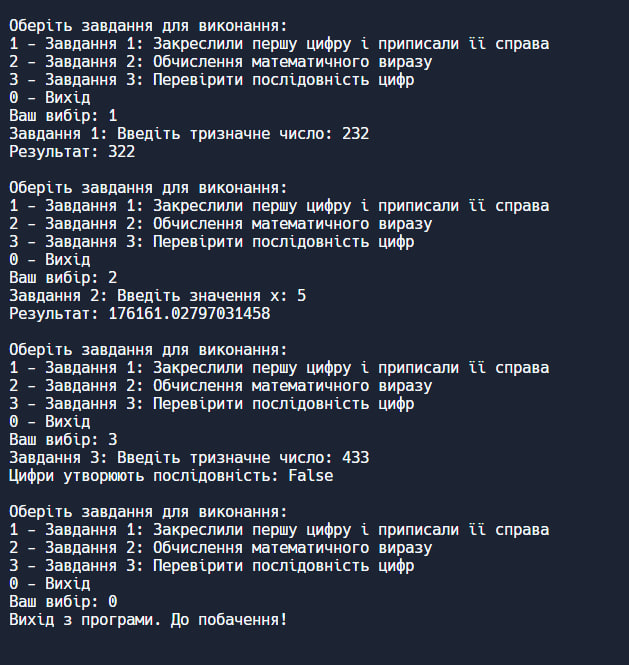 Оберіть завдання для виконання:
1 - Завдання 1: Закреслили першу цифру і приписали її справа
2 - Завдання 2: Обчислення математичного виразу
3 - Завдання 3: Перевірити послідовність цифр
0 - Вихід
Ваш вибір: 1
Завдання 1: Введіть тризначне число: 232
Результат: 322
Оберіть завдання для виконання:
1 - Завдання 1: Закреслили першу цифру і приписали її справа
2 - Завдання 2: Обчислення математичного виразу
3 - Завдання 3: Перевірити послідовність цифр
0 - Вихід
Ваш вибір: 2
Завдання 2: Введіть значення x: 5
Результат: 176161.02797031458
Оберіть завдання для виконання:
1 - Завдання 1: Закреслили першу цифру і приписали її справа
2 - Завдання 2: Обчислення математичного виразу
3 - Завдання 3: Перевірити послідовність цифр
0 - Вихід
Ваш вибір: 3
Завдання 3: Введіть тризначне число: 433
Цифри утворюють послідовність: False
Оберіть завдання для виконання:
1 - Завдання 1: Закреслили першу цифру і приписали її справа
2 - Завдання 2: Обчислення математичного виразу
3 - Завдання 3: Перевірити послідовність цифр
0 - Вихід
Ваш вибір: 0
Вихід з програми. До побачення!